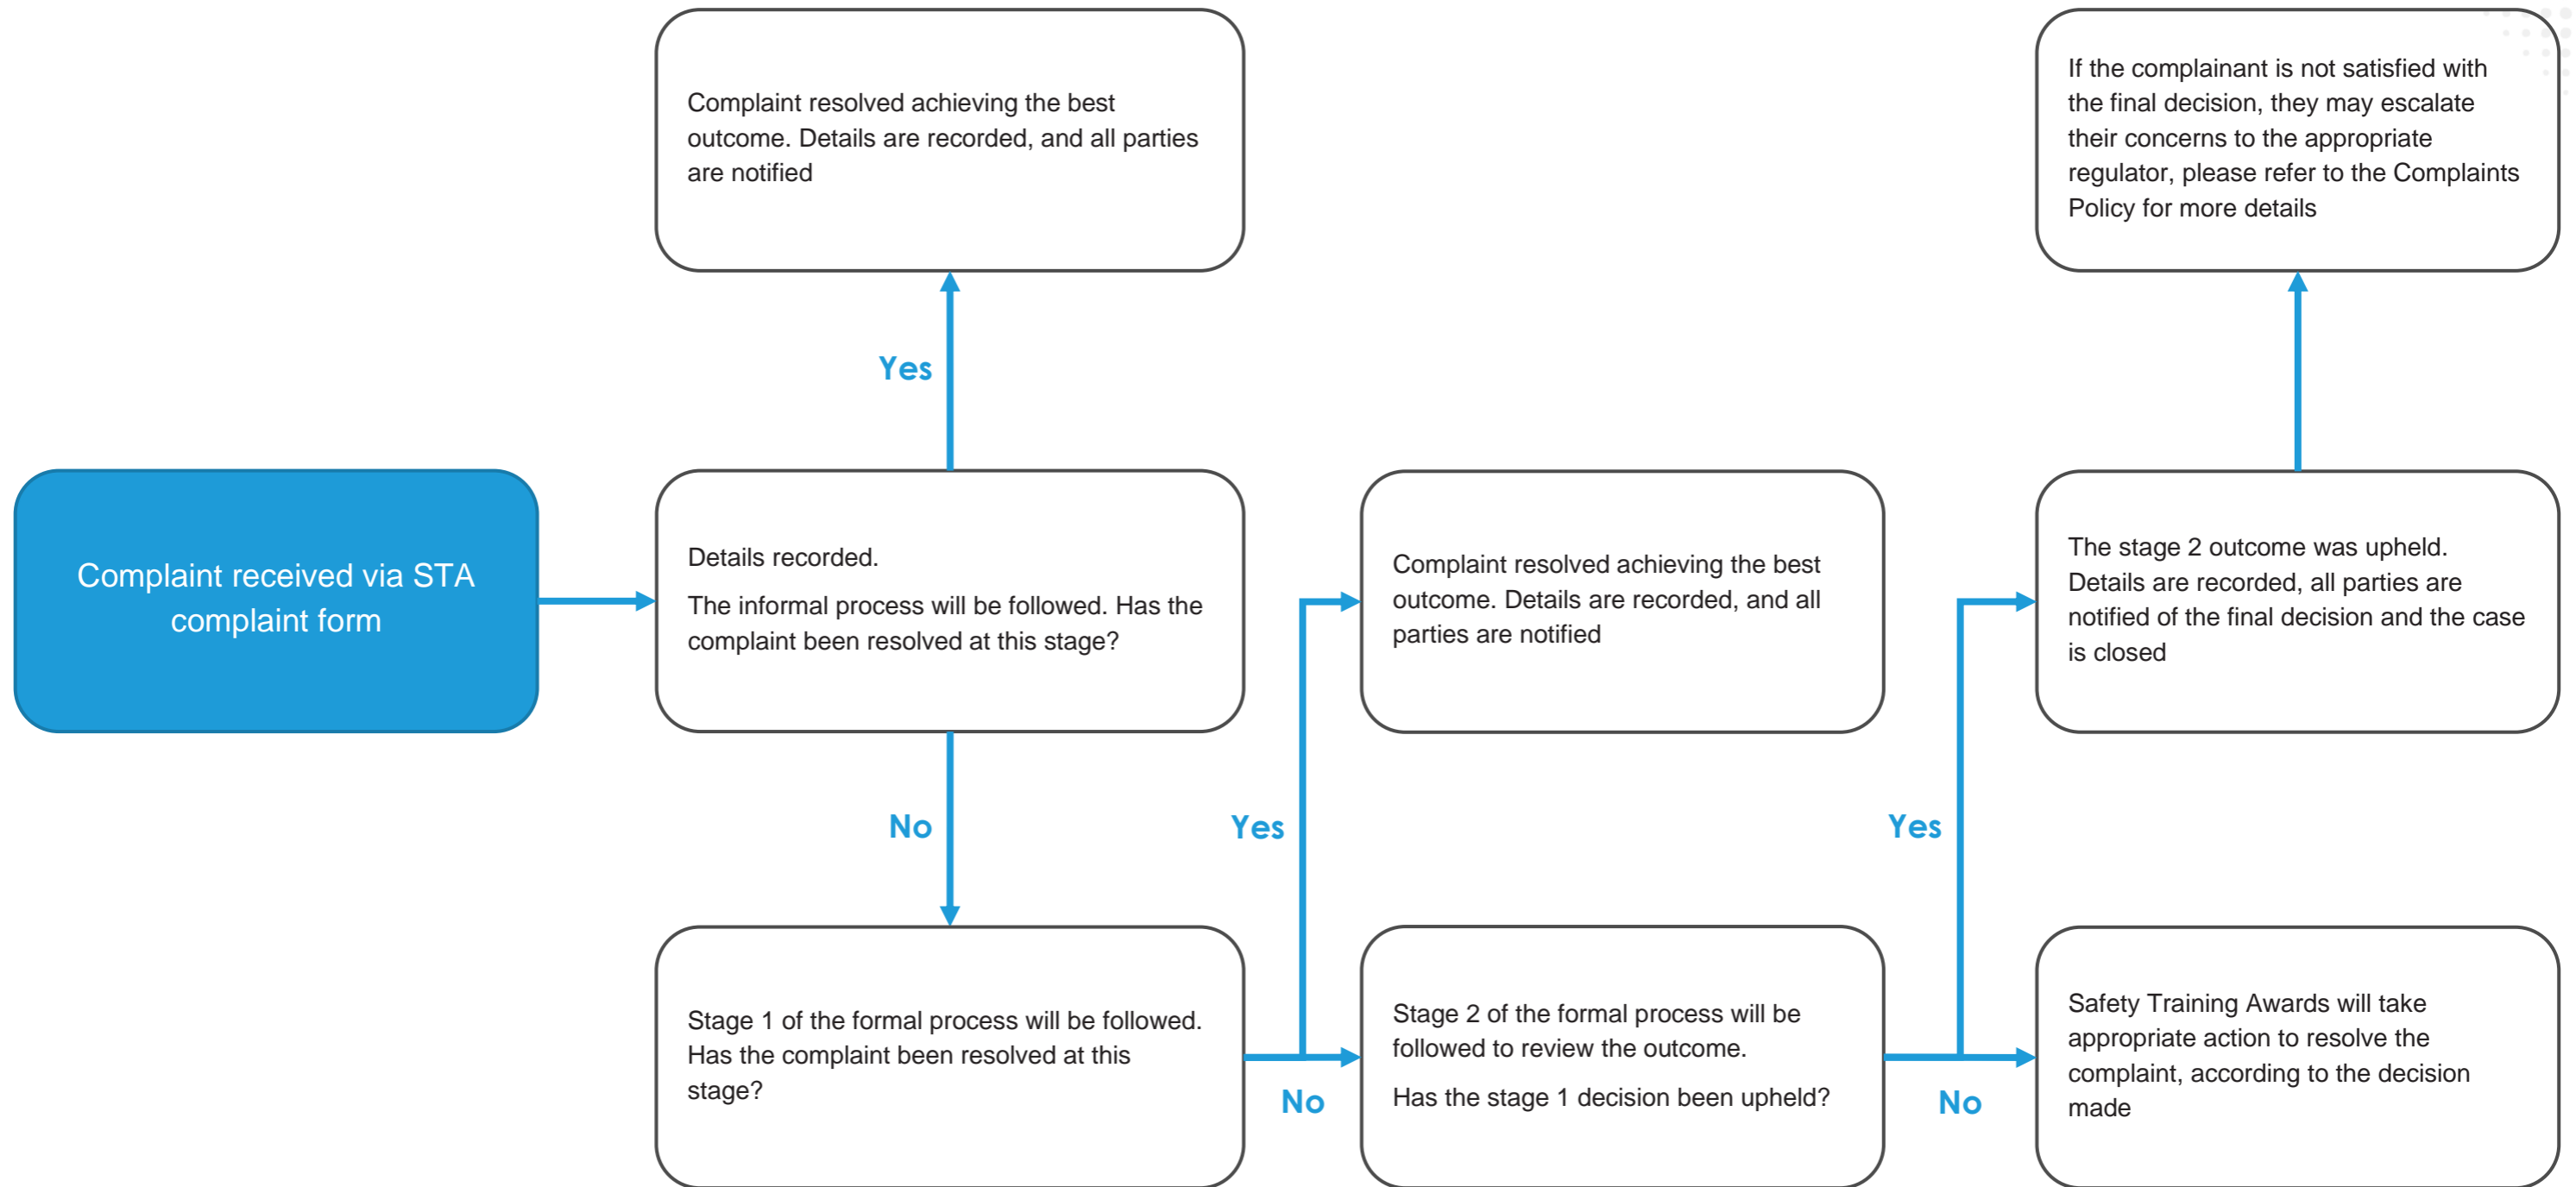 Complaint resolved achieving the best
outcome. Details are recorded, and all parties
are notified
If the complainant is not satisfied with
the final decision, they may escalate
their concerns to the appropriate
regulator, please refer to the Complaints
Policy for more details
Yes
Complaint received via STA
complaint form
Details recorded.
The informal process will be followed. Has the
complaint been resolved at this stage?
Complaint resolved achieving the best
outcome. Details are recorded, and all
parties are notified
The stage 2 outcome was upheld.
Details are recorded, all parties are
notified of the final decision and the case
is closed
No
Yes
Yes
Stage 1 of the formal process will be followed.
Has the complaint been resolved at this
stage?
No
Stage 2 of the formal process will be
followed to review the outcome.
Has the stage 1 decision been upheld?
No
Safety Training Awards will take
appropriate action to resolve the
complaint, according to the decision
made